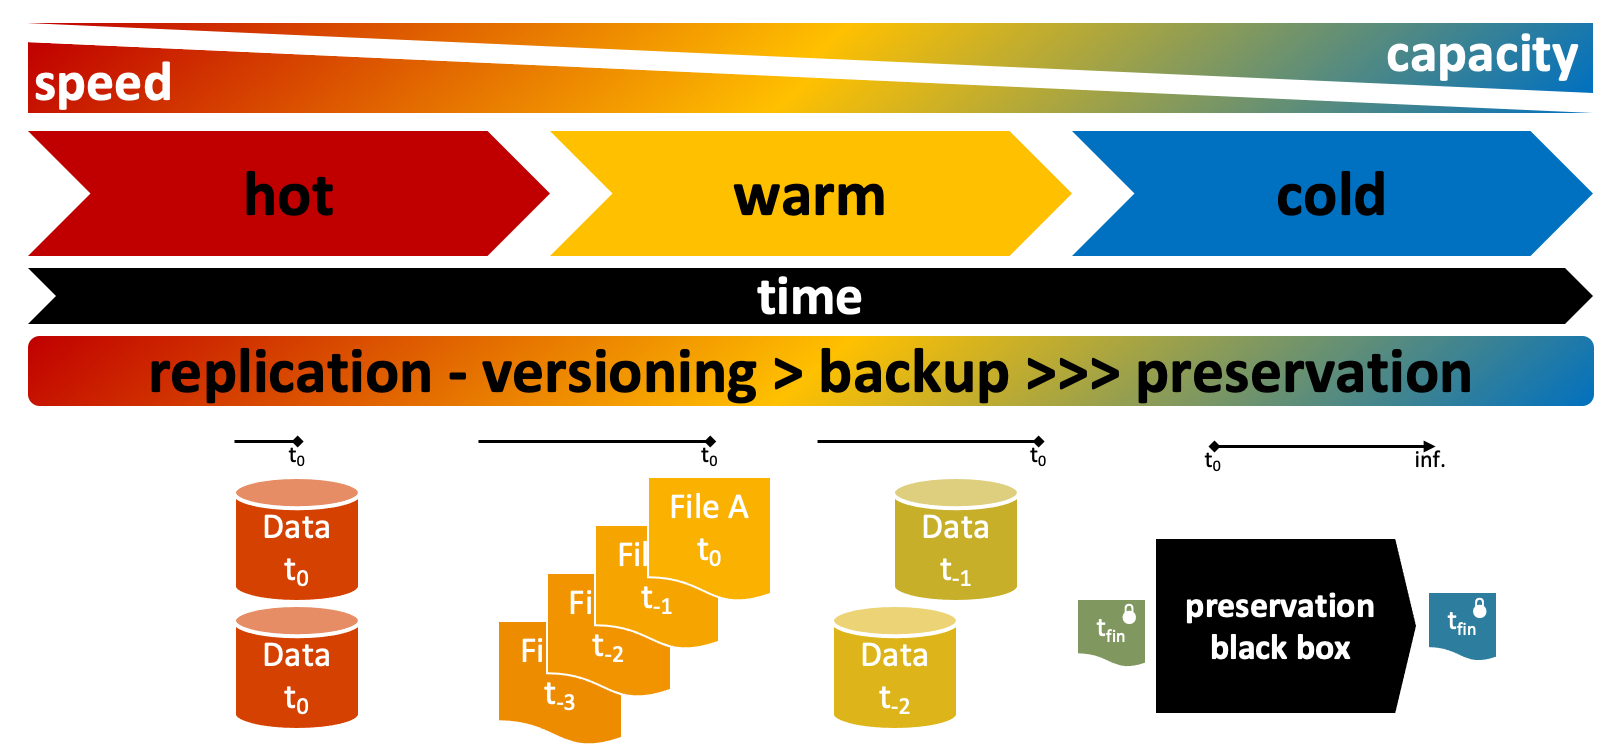 capacity
speed
hot
warm
cold
time
replication - versioning > backup >>> preservation
t0
t0
t0
t0
inf.
Data
t0
Data
t0
File A
t0
Fil
t-1
Fi
t-2
Fi
t-3
Data
t-1
Data
t-2
tfin
preservation
black box
tfin